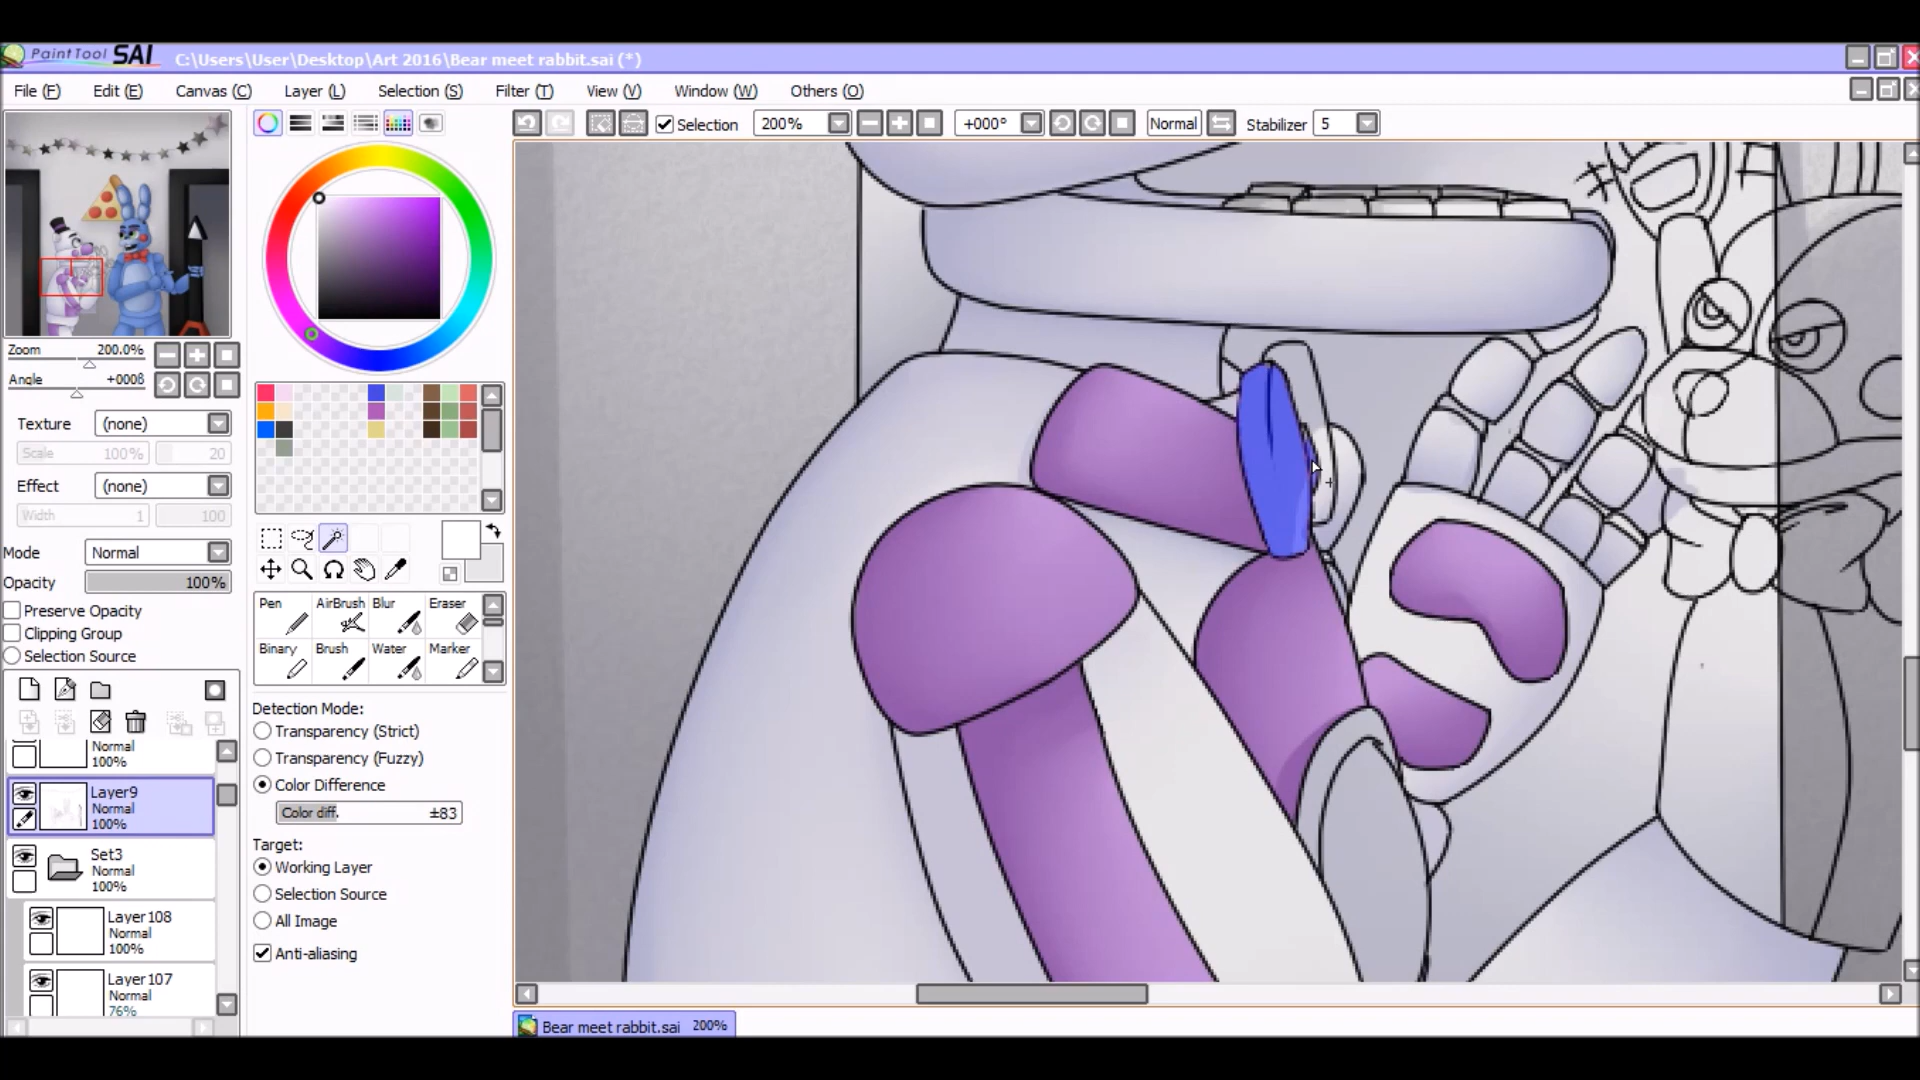 PaintTool SAI C:\Users\User\Desktop\Art 2016\Bear meet rabbit.sai (*)
File (F) Edit (E) Canvas (C) Layer (L) Selection (S) Filter (T) View (V) Window (W) Others (O)
Selection 200% +000° Normal Stabilizer 5
Zoom 200.0%
Angle +000ß
Texture (none)
Scale 100% 20
Effect (none)
Width 1 100
Mode Normal
Opacity 100%
Preserve Opacity
Clipping Group
Selection Source
Normal
100%
Layer9
Normal
100%
Set3
Normal
100%
Layer108
Normal
100%
Layer107
Normal
76%
Pen AirBrush Blur Eraser
Binary Brush Water Marker
Detection Mode:
Transparency (Strict)
Transparency (Fuzzy)
Color Difference
Color diff. ±83
Target:
Working Layer
Selection Source
All Image
Anti-aliasing
Bear meet rabbit.sai 200%